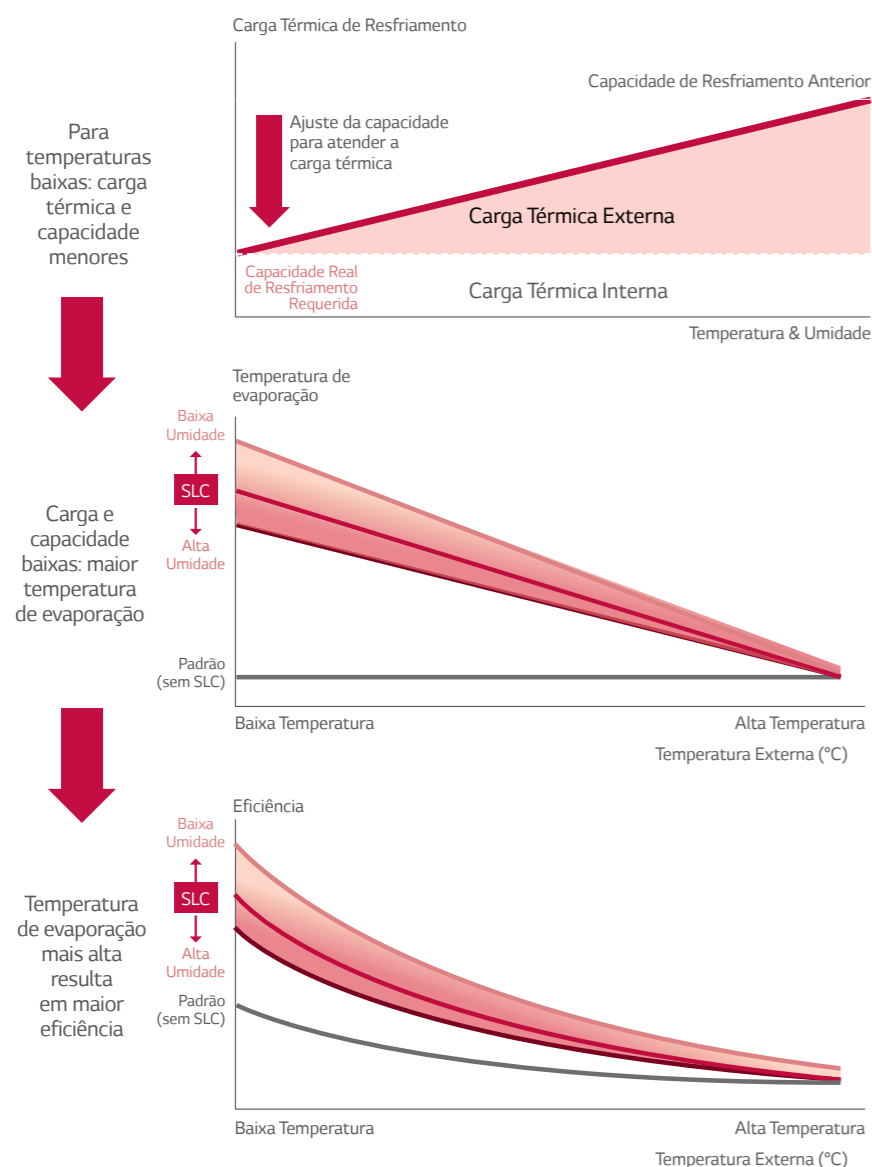 Carga Térmica de Resfriamento
Capacidade de Resfriamento Anterior
Ajuste da capacidade
para atender a
carga térmica
Para
temperaturas
baixas: carga
térmica e
capacidade
menores
Carga Térmica Externa
Capacidade Real
de Resfriamento
Requerida
Carga Térmica Interna
Temperatura & Umidade
Temperatura de
evaporação
Baixa
Umidade
SLC
Alta
Umidade
Carga e
capacidade
baixas: maior
temperatura
de evaporação
Padrão
(sem SLC)
Baixa Temperatura
Alta Temperatura
Temperatura Externa (°C)
Eficiência
Baixa
Umidade
SLC
Alta
Umidade
Temperatura
de evaporação
mais alta
resulta
em maior
eficiência
Padrão
(sem SLC)
Baixa Temperatura
Alta Temperatura
Temperatura Externa (°C)